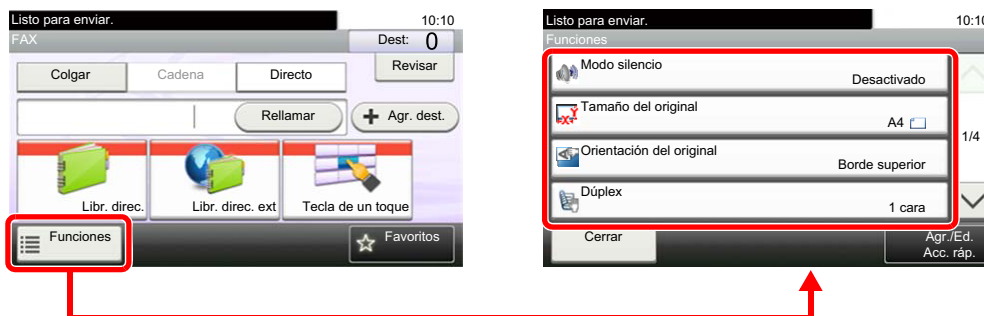 Listo para enviar.
10:10
FAX
Dest: 0
Colgar
Cadena
Directo
Revisar
Rellamar
Agr. dest.
Libr. direc.
Libr. direc. ext
Tecla de un toque
Funciones
Favoritos
Listo para enviar.
10:10
Funciones
Modo silencio
Desactivado
Tamaño del original
A4
1/4
Orientación del original
Borde superior
Dúplex
1 cara
Cerrar
Agr./Ed.
Acc. ráp.